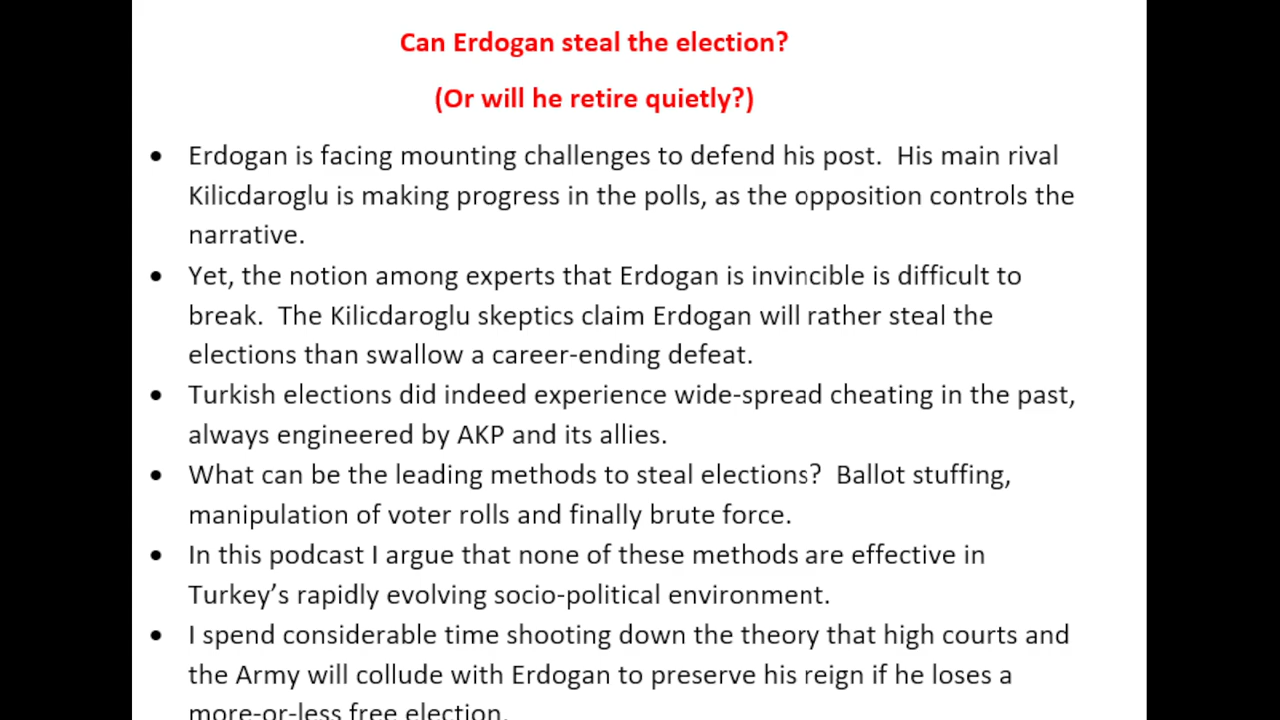 Can Erdogan steal the election?
(Or will he retire quietly?)
• Erdogan is facing mounting challenges to defend his post.  His main rival
Kilicdaroglu is making progress in the polls, as the opposition controls the
narrative.
• Yet, the notion among experts that Erdogan is invincible is difficult to
break.  The Kilicdaroglu skeptics claim Erdogan will rather steal the
elections than swallow a career-ending defeat.
• Turkish elections did indeed experience wide-spread cheating in the past,
always engineered by AKP and its allies.
• What can be the leading methods to steal elections?  Ballot stuffing,
manipulation of voter rolls and finally brute force.
• In this podcast I argue that none of these methods are effective in
Turkey’s rapidly evolving socio-political environment.
• I spend considerable time shooting down the theory that high courts and
the Army will collude with Erdogan to preserve his reign if he loses a
more-or-less free election.